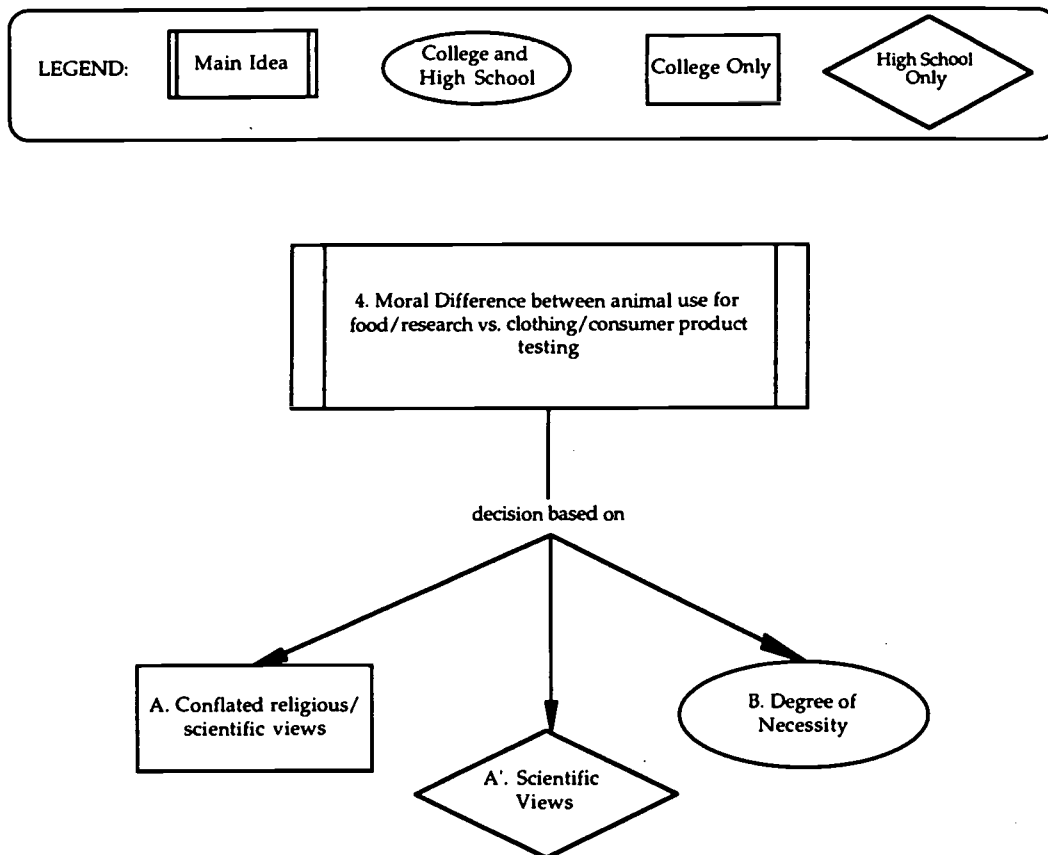 LEGEND:
Main Idea
College and
High School
College Only
High School
Only
4. Moral Difference between animal use for
food/research vs. clothing/consumer product
testing
decision based on
A. Conflated religious/
scientific views
B. Degree of
Necessity
A'. Scientific
Views